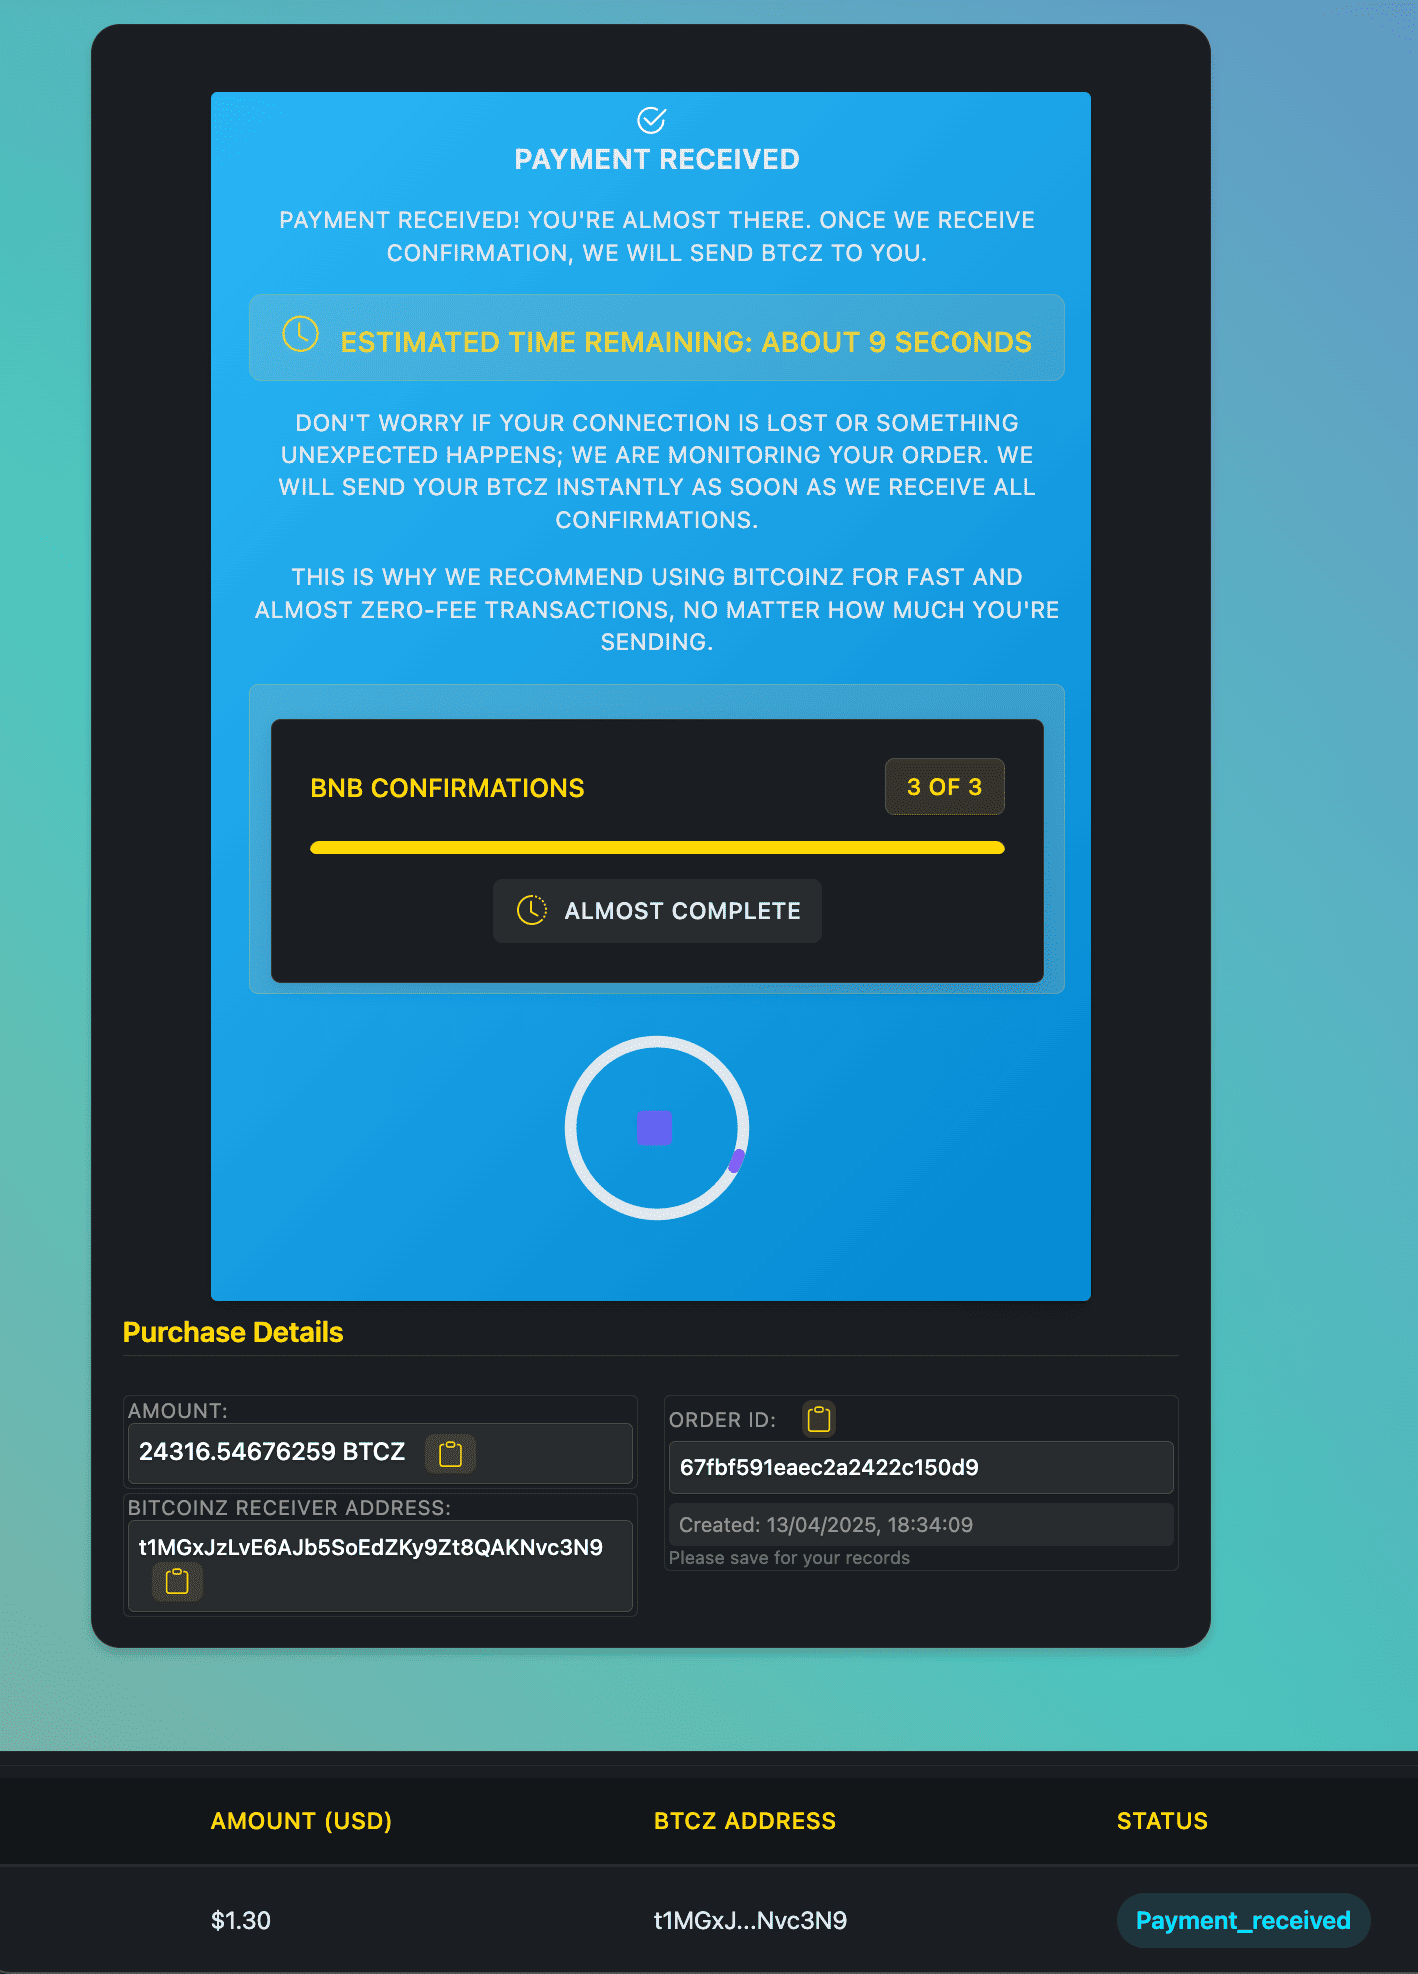 PAYMENT RECEIVED
PAYMENT RECEIVED! YOU'RE ALMOST THERE. ONCE WE RECEIVE
CONFIRMATION, WE WILL SEND BTCZ TO YOU.
ESTIMATED TIME REMAINING: ABOUT 9 SECONDS
DON'T WORRY IF YOUR CONNECTION IS LOST OR SOMETHING
UNEXPECTED HAPPENS; WE ARE MONITORING YOUR ORDER. WE
WILL SEND YOUR BTCZ INSTANTLY AS SOON AS WE RECEIVE ALL
CONFIRMATIONS.
THIS IS WHY WE RECOMMEND USING BITCOINZ FOR FAST AND
ALMOST ZERO-FEE TRANSACTIONS, NO MATTER HOW MUCH YOU'RE
SENDING.
BNB CONFIRMATIONS
3 OF 3
ALMOST COMPLETE
Purchase Details
AMOUNT:
24316.54676259 BTCZ
BITCOINZ RECEIVER ADDRESS:
t1MGxJzLvE6AJb5SoEdZKy9Zt8QAKNvc3N9
ORDER ID:
67fbf591eaec2a2422c150d9
Created: 13/04/2025, 18:34:09
Please save for your records
AMOUNT (USD) BTCZ ADDRESS STATUS
$1.30 t1MGxJ...Nvc3N9 Payment_received